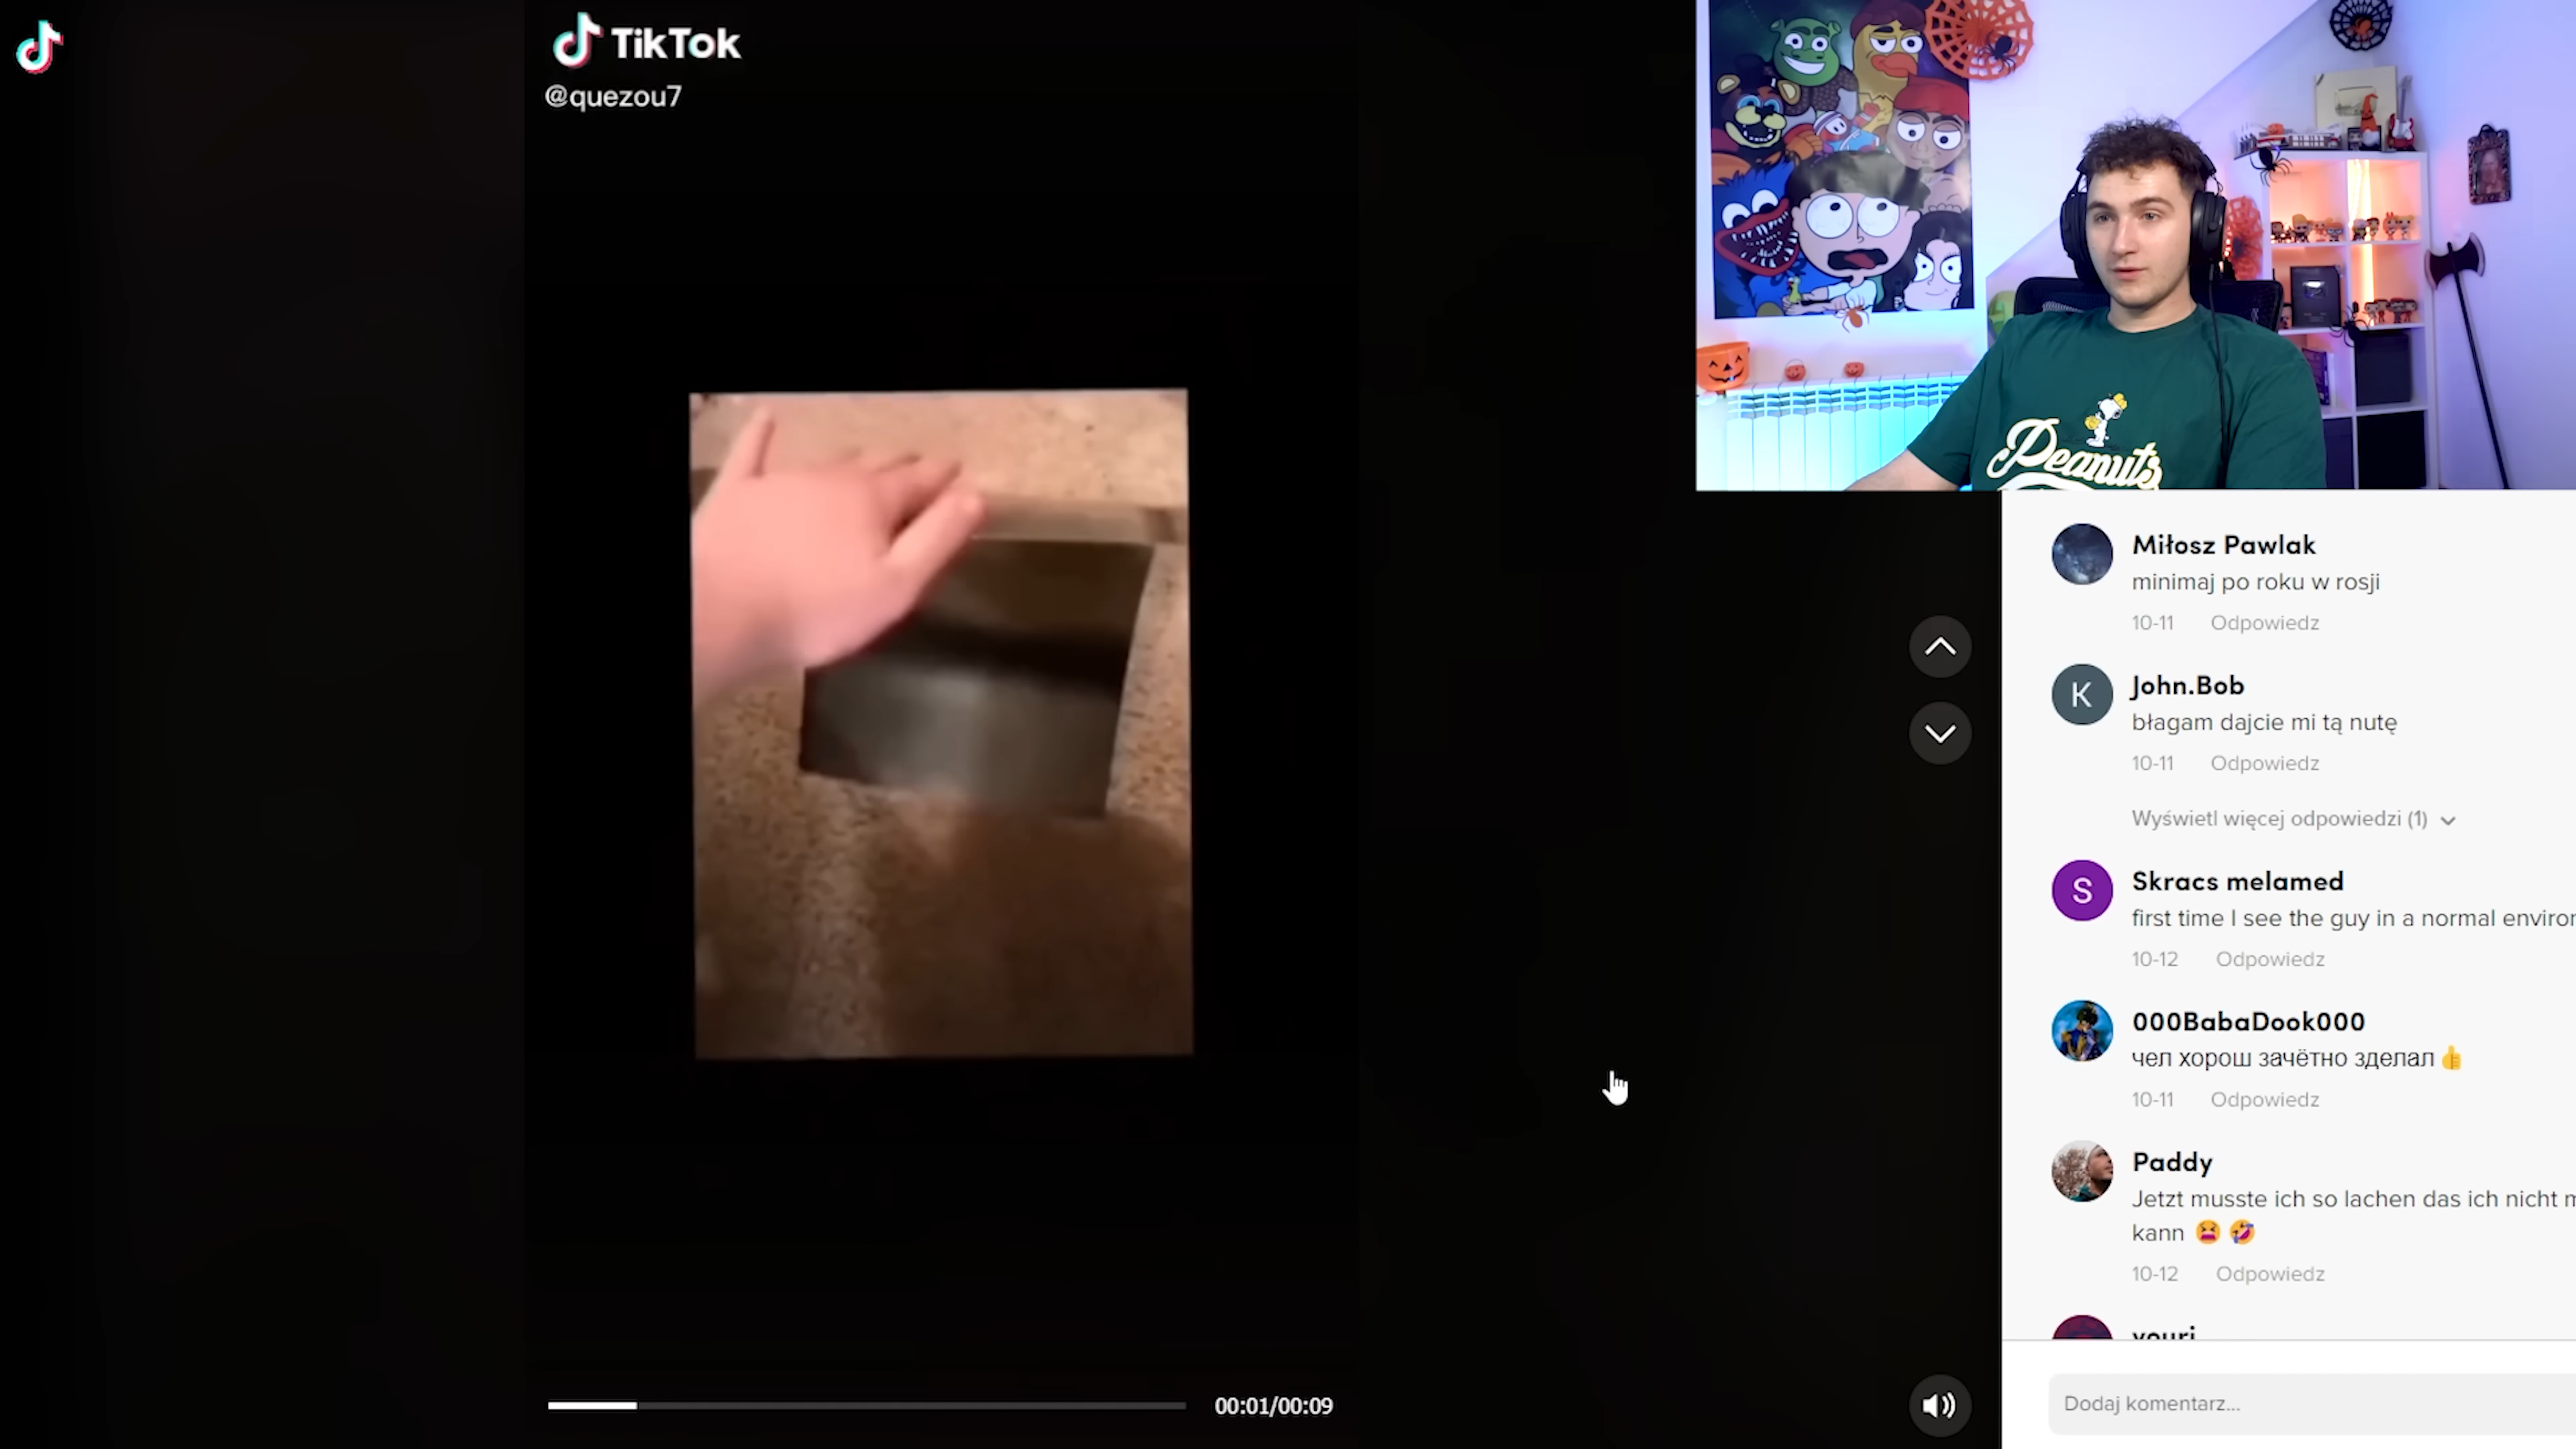 TikTok
@quezou7
Peanuts
Miłosz Pawlak
minimaj po roku w rosji
10-11 Odpowiedz
K
John.Bob
błagam dajcie mi tą nutę
10-11 Odpowiedz
Wyświetl więcej odpowiedzi (1)
S
Skracs melamed
first time I see the guy in a normal
10-12 Odpowiedz
000BabaDook000
чел хорош зачётно зделал👍
10-11 Odpowiedz
Paddy
Jetzt musste ich so lachen das ich nicht
kann 😫 🤣
10-12 Odpowiedz
00:01/00:09
Dodaj komentarz...